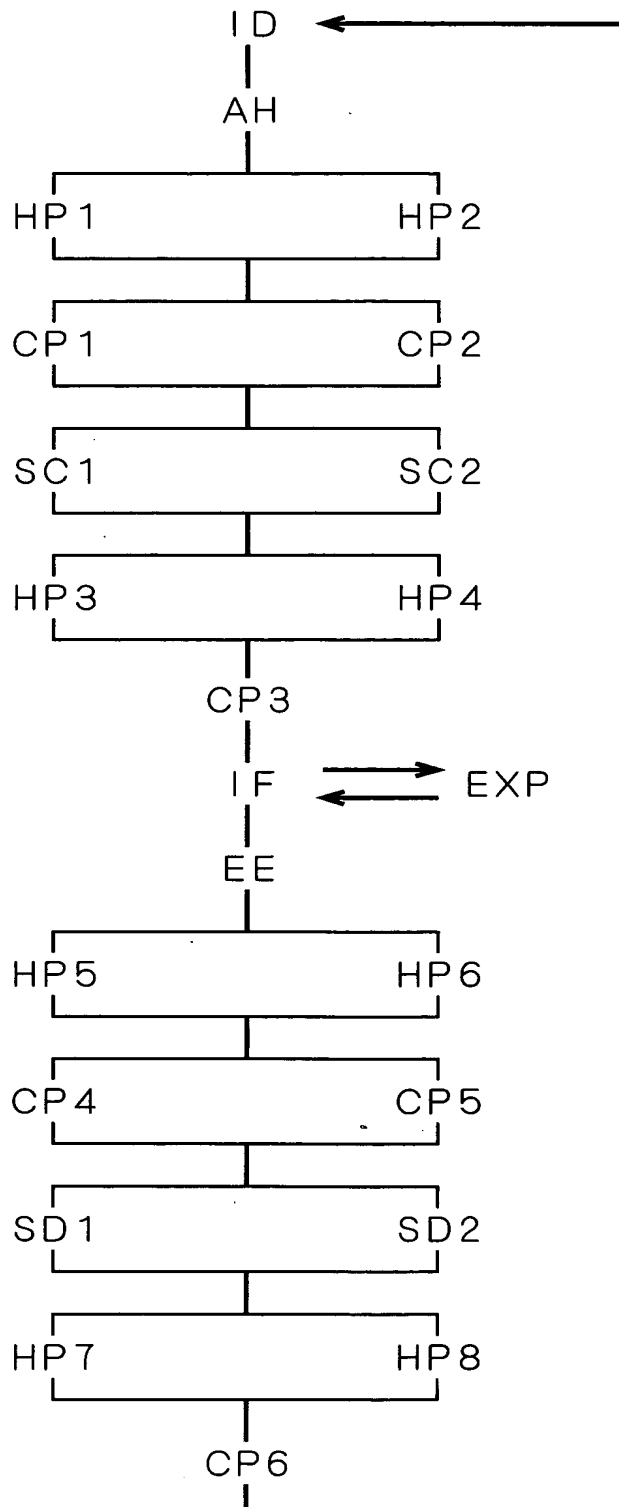 ID
AH
HP1 HP2
CP1 CP2
SC1 SC2
HP3 HP4
CP3
IF EXP
EE
HP5 HP6
CP4 CP5
SD1 SD2
HP7 HP8
CP6